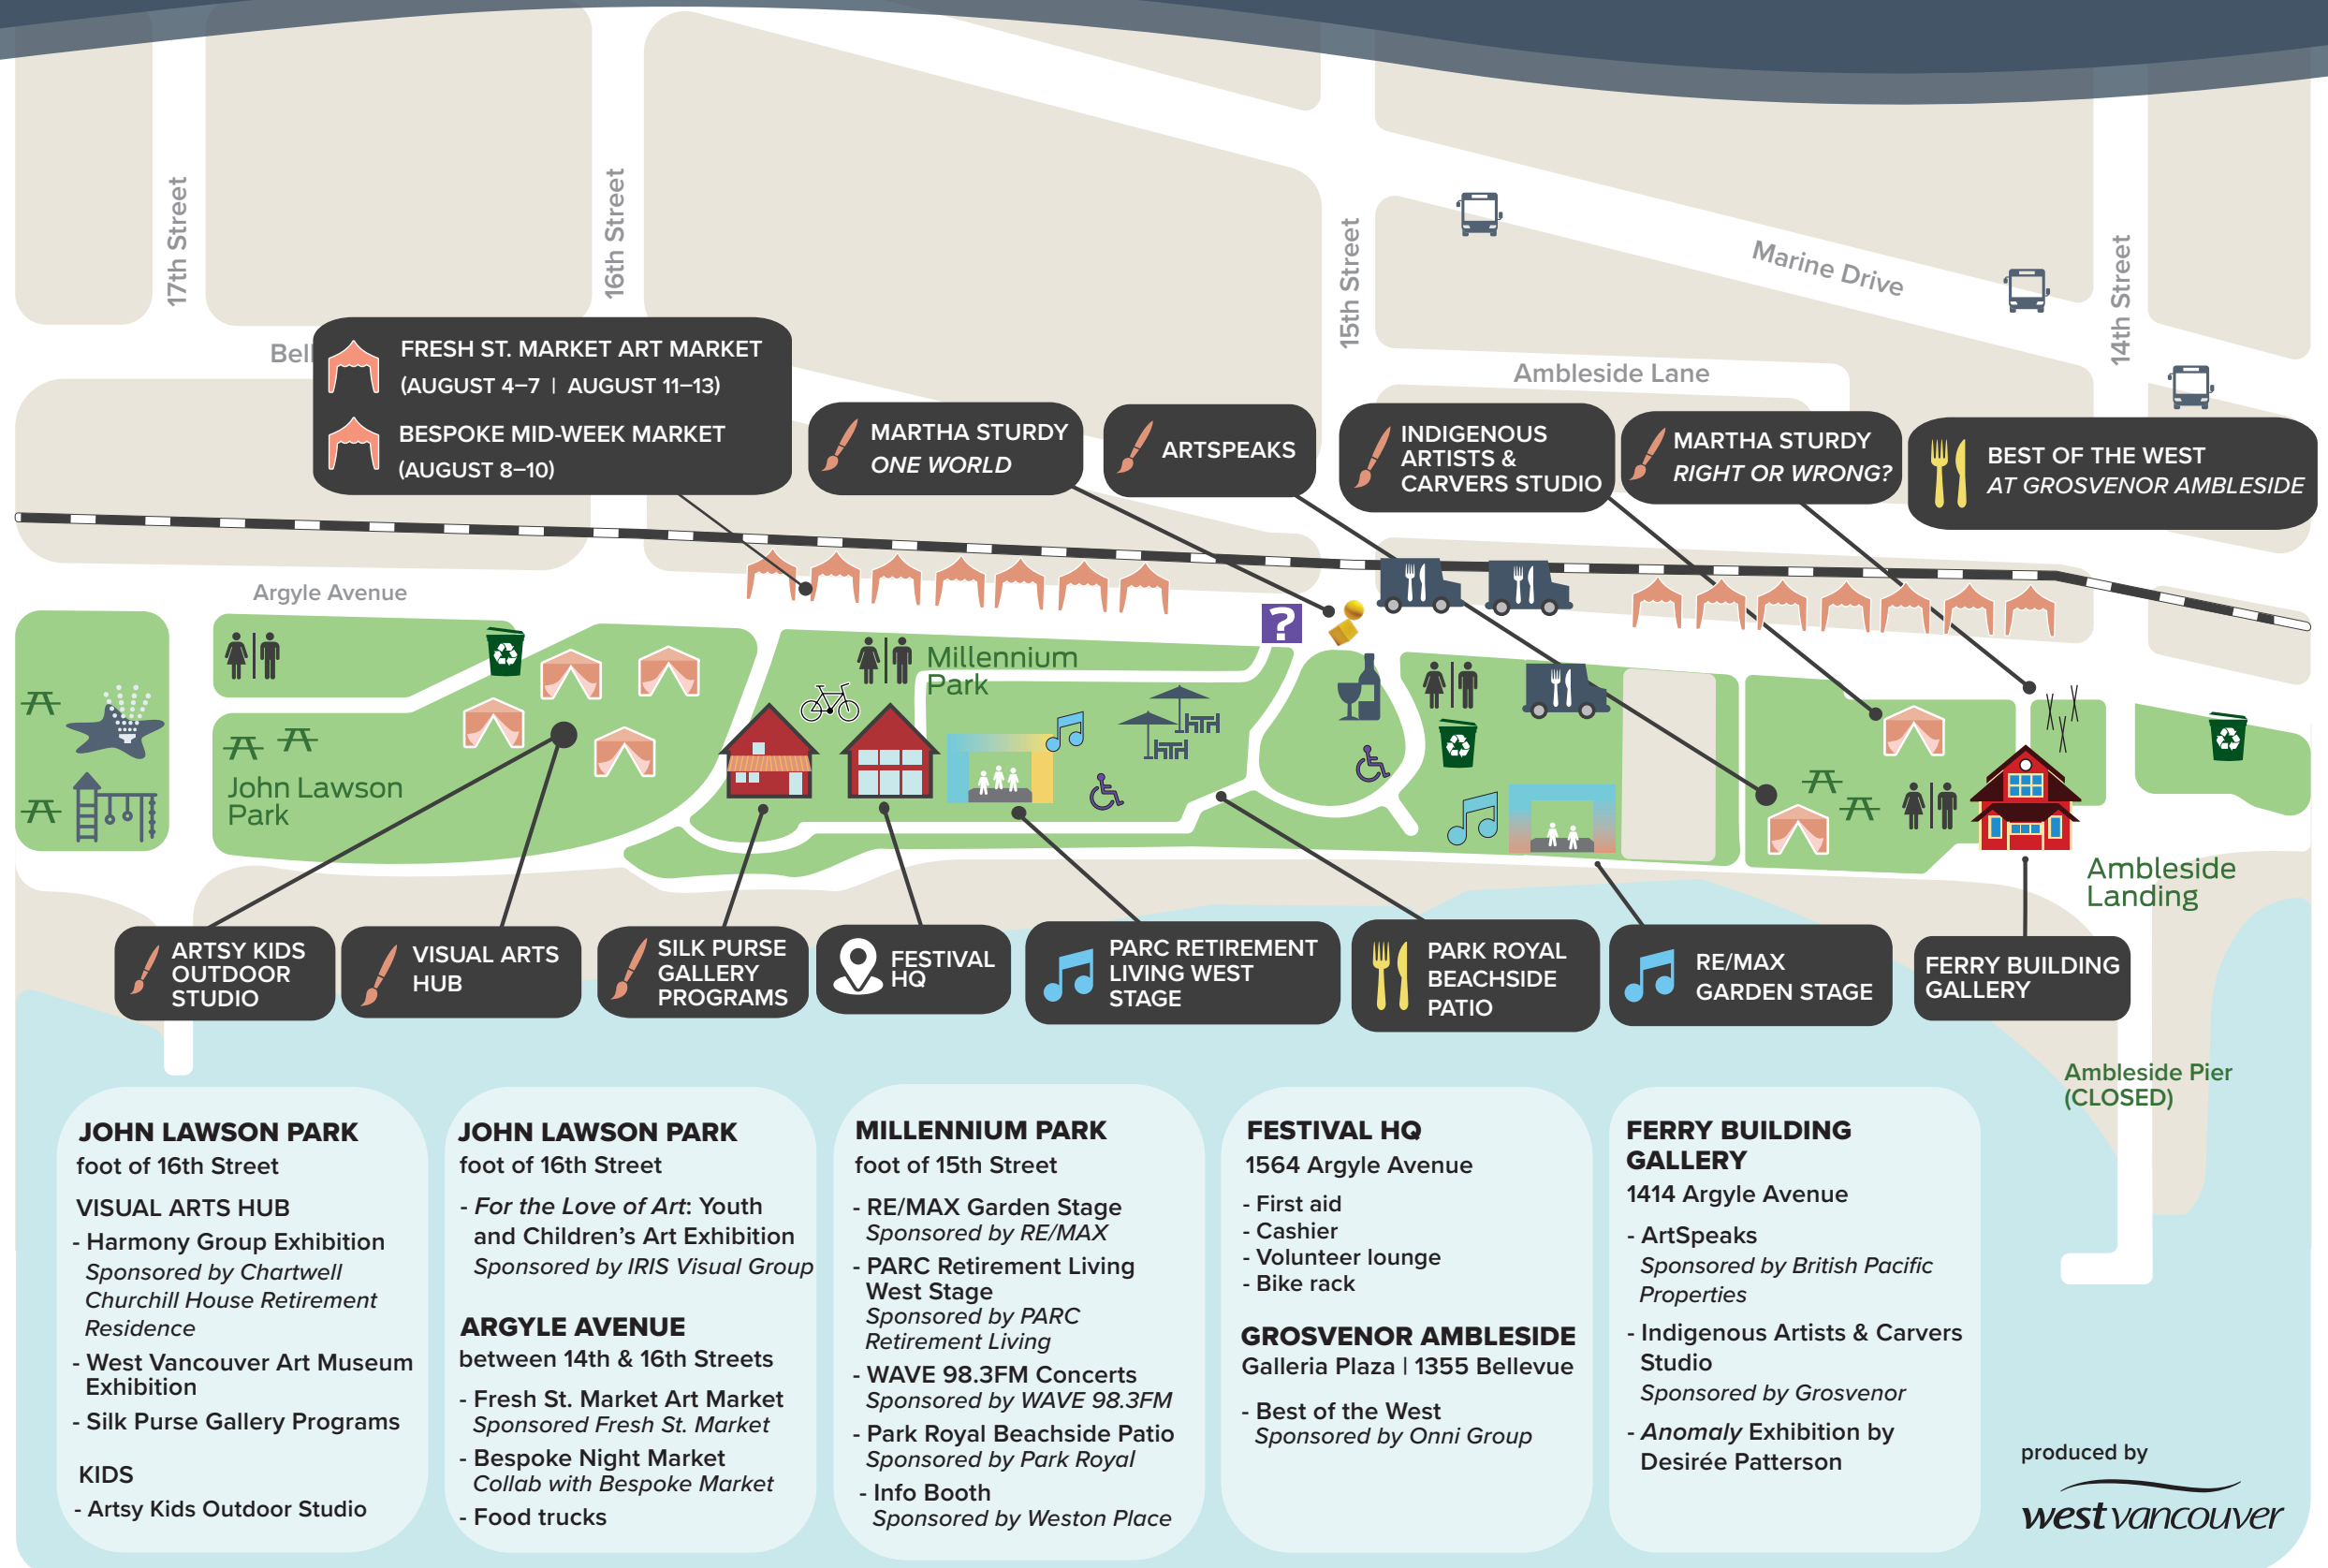 17th Street
16th Street
15th Street
14th Street
Marine Drive
Ambleside Lane
Argyle Avenue
FRESH ST. MARKET ART MARKET
(AUGUST 4–7 | AUGUST 11–13)
BESPOKE MID-WEEK MARKET
(AUGUST 8–10)
MARTHA STURDY
ONE WORLD
ARTSPEAKS
INDIGENOUS
ARTISTS &
CARVERS STUDIO
MARTHA STURDY
RIGHT OR WRONG?
BEST OF THE WEST
AT GROSVENOR AMBLESIDE
?
Millennium
Park
John Lawson
Park
Ambleside
Landing
ARTSY KIDS
OUTDOOR
STUDIO
VISUAL ARTS
HUB
SILK PURSE
GALLERY
PROGRAMS
FESTIVAL
HQ
PARC RETIREMENT
LIVING WEST
STAGE
PARK ROYAL
BEACHSIDE
PATIO
RE/MAX
GARDEN STAGE
FERRY BUILDING
GALLERY
Ambleside Pier
(CLOSED)
JOHN LAWSON PARK
foot of 16th Street
VISUAL ARTS HUB
- Harmony Group Exhibition
Sponsored by Chartwell
Churchill House Retirement
Residence
- West Vancouver Art Museum
Exhibition
- Silk Purse Gallery Programs
KIDS
- Artsy Kids Outdoor Studio
JOHN LAWSON PARK
foot of 16th Street
- For the Love of Art: Youth
and Children's Art Exhibition
Sponsored by IRIS Visual Group
ARGYLE AVENUE
between 14th & 16th Streets
- Fresh St. Market Art Market
Sponsored Fresh St. Market
- Bespoke Night Market
Collab with Bespoke Market
- Food trucks
MILLENNIUM PARK
foot of 15th Street
- RE/MAX Garden Stage
Sponsored by RE/MAX
- PARC Retirement Living
West Stage
Sponsored by PARC
Retirement Living
- WAVE 98.3FM Concerts
Sponsored by WAVE 98.3FM
- Park Royal Beachside Patio
Sponsored by Park Royal
- Info Booth
Sponsored by Weston Place
FESTIVAL HQ
1564 Argyle Avenue
- First aid
- Cashier
- Volunteer lounge
- Bike rack
GROSVENOR AMBLESIDE
Galleria Plaza | 1355 Bellevue
- Best of the West
Sponsored by Onni Group
FERRY BUILDING
GALLERY
1414 Argyle Avenue
- ArtSpeaks
Sponsored by British Pacific
Properties
- Indigenous Artists & Carvers
Studio
Sponsored by Grosvenor
- Anomaly Exhibition by
Desirée Patterson
produced by
westvancouver